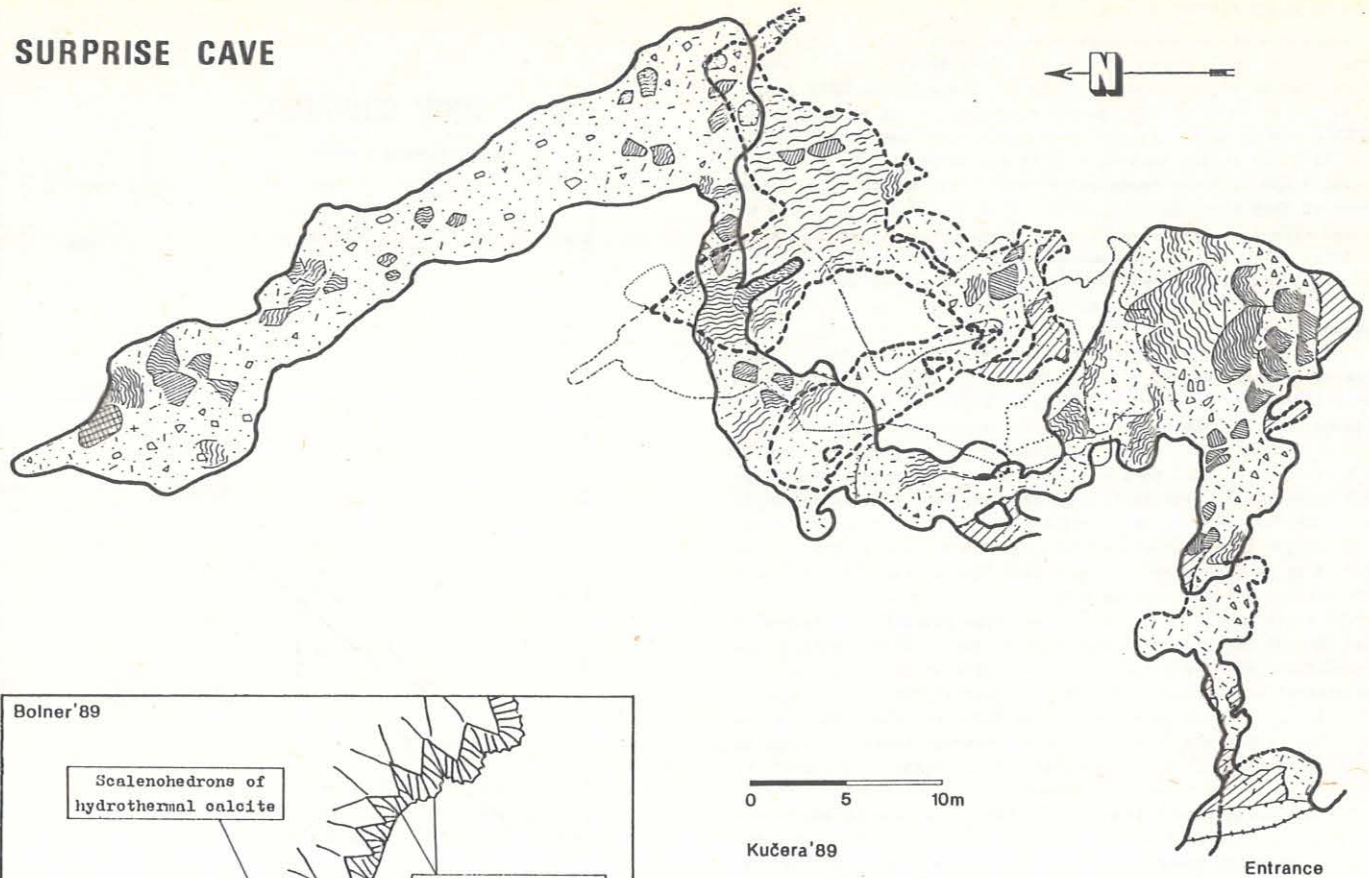 SURPRISE CAVE
N
Bolner'89
Scalenohedrons of
hydrothermal calcite
0 5 10m
Kučera'89
Entrance